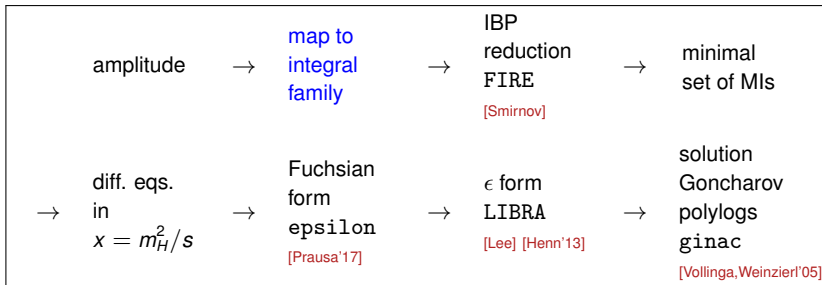 amplitude → map to integral family → IBP reduction FIRE [Smirnov] → minimal set of MIs
→ diff. eqs. in x = m_H^2/s → Fuchsian form epsilon [Prausa'17] → ϵ form LIBRA [Lee] [Henn'13] → solution Goncharov polylogs ginac [Vollinga,Weinzierl'05]